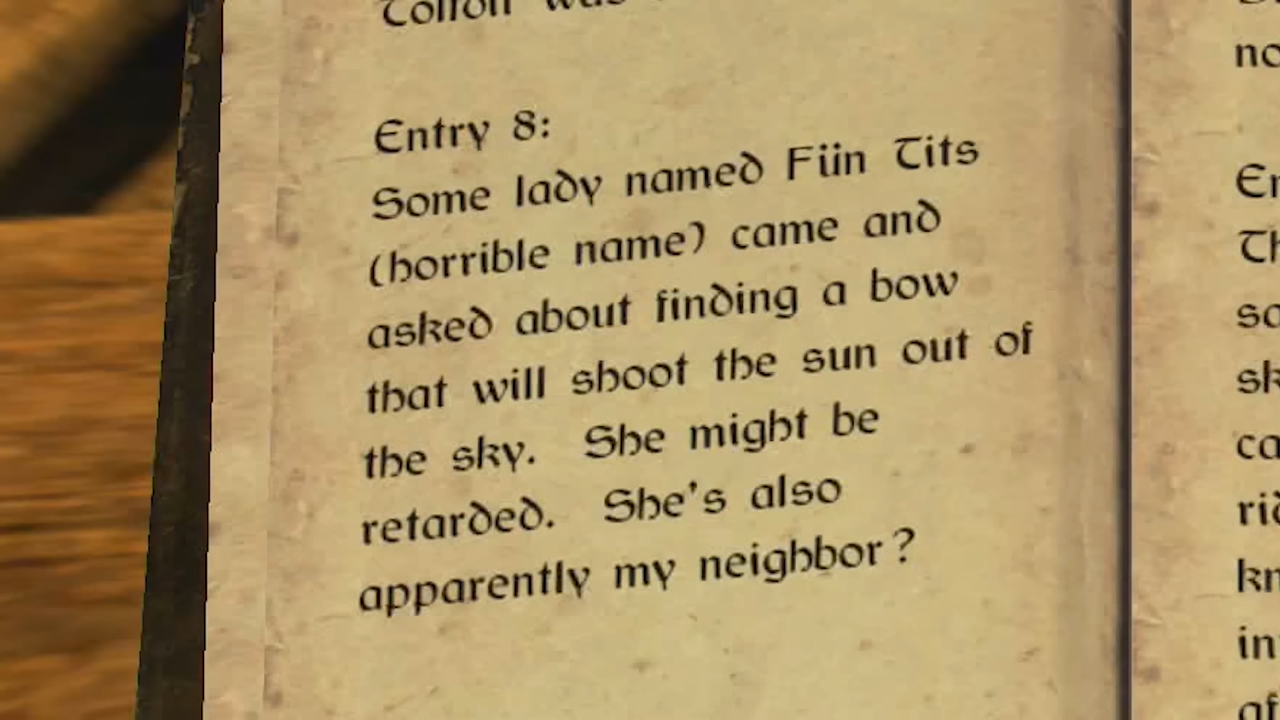 Entry 8:
Some lady named Fiin Tits
(horrible name) came and
asked about finding a bow
that will shoot the sun out of
the sky. She might be
retarded. She's also
apparently my neighbor?